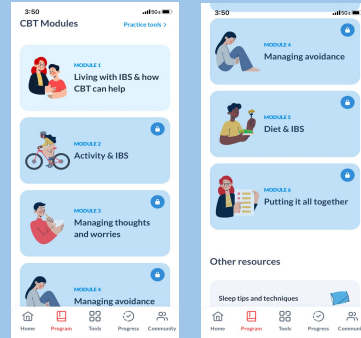 3:50
5G
CBT Modules
Practice tools >
MODULE 1
Living with IBS & how
CBT can help
MODULE 2
Activity & IBS
MODULE 3
Managing thoughts
and worries
MODULE 4
Managing avoidance
Home Program Tools Progress Community
3:50
5G
MODULE 4
Managing avoidance
MODULE 5
Diet & IBS
MODULE 6
Putting it all together
Other resources
Sleep tips and techniques
Home Program Tools Progress Communi